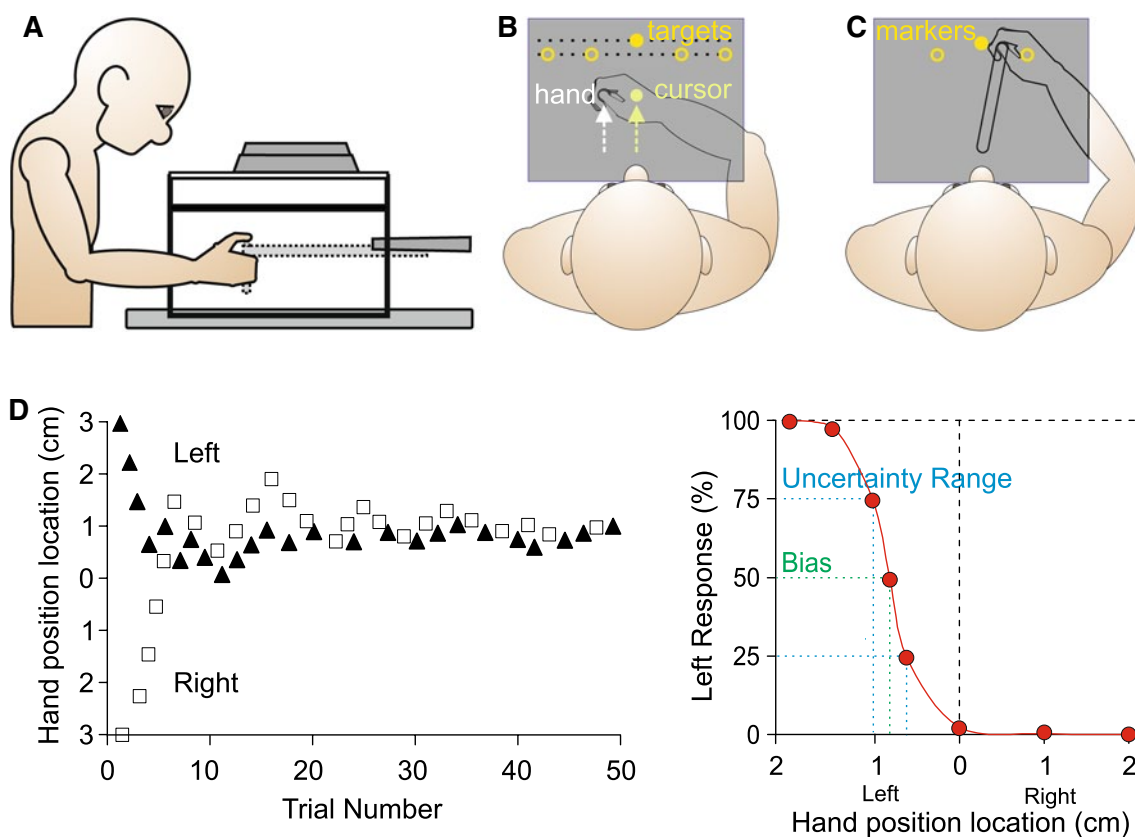 A
B
targets
hand
cursor
C
markers
D
Hand position location (cm)
3
2
1
0
1
2
3
Left
Right
0
10
20
30
40
50
Trial Number
Left Response (%)
100
75
50
25
0
Uncertainty Range
Bias
2
1
0
1
2
Left
Right
Hand position location (cm)